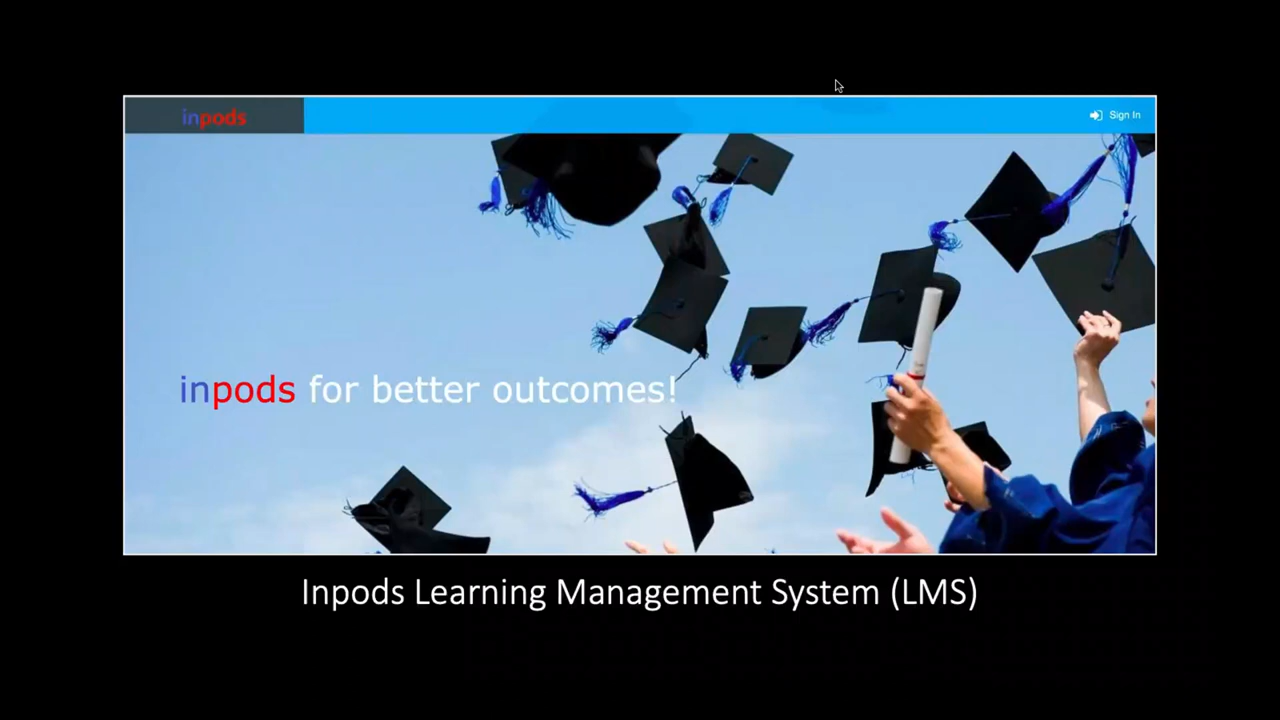 inpods
Sign In
inpods for better outcomes!
Inpods Learning Management System (LMS)